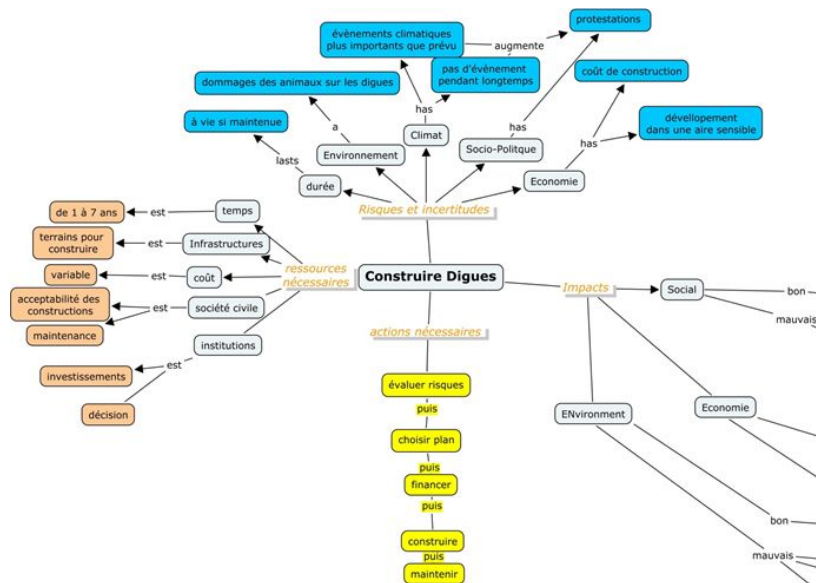 protestations
évènements climatiques
plus importants que prévu
augmente
pas d'évènement
pendant longtemps
coût de construction
dommages des animaux sur les digues
has
à vie si maintenue
dévellopement
dans une aire sensible
a
Climat
has
has
Environnement
Socio-Politque
lasts
durée
Economie
Risques et incertitudes
de 1 à 7 ans
est
temps
terrains pour
construire
est
Infrastructures
variable
est
coût
ressources
nécessaires
Construire Digues
Impacts
Social
bon
acceptabilité des
constructions
est
société civile
mauvais
maintenance
institutions
actions nécessaires
est
investissements
décision
évaluer risques
puis
choisir plan
puis
financer
puis
construire
puis
maintenir
ENvironment
Economie
bon
mauvais